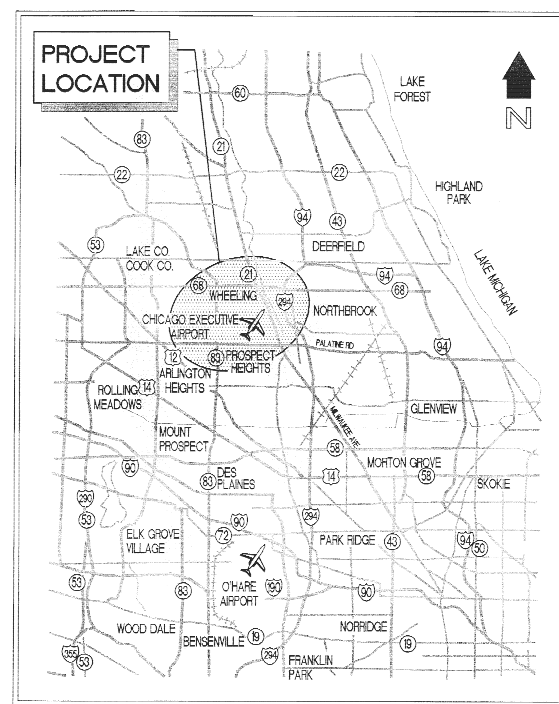 PROJECT
LOCATION
LAKE
FOREST
N
60
83
21
22
22
HIGHLAND
PARK
94
43
53
DEERFIELD
LAKE CO.
COOK CO.
LAKE MICHIGAN
21
94
68
WHEELING
68
294
NORTHBROOK
CHICAGO EXECUTIVE
AIRPORT
PALATINE RD
94
12
83
PROSPECT
HEIGHTS
ARLINGTON
HEIGHTS
14
ROLLING
MEADOWS
MILWAUKEE AVE
GLENVIEW
MOUNT
PROSPECT
58
MORTON GROVE
90
DES
PLAINES
83
14
58
SKOKIE
290
53
294
90
72
ELK GROVE
VILLAGE
PARK RIDGE
43
94
50
O'HARE
AIRPORT
53
83
190
90
WOOD DALE
BENSENVILLE
19
NORRIDGE
19
355
53
294
FRANKLIN
PARK